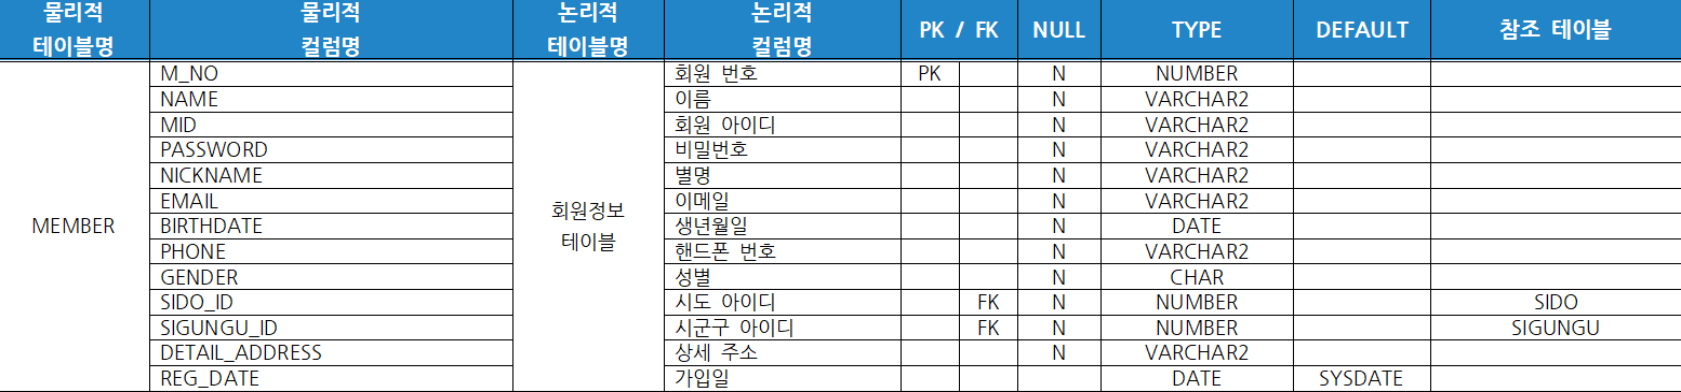 물리적 테이블명 물리적 컬럼명 논리적 테이블명 논리적 컬럼명 PK / FK NULL TYPE DEFAULT 참조 테이블
M_NO 회원 번호 PK N NUMBER
NAME 이름 N VARCHAR2
MID 회원 아이디 N VARCHAR2
PASSWORD 비밀번호 N VARCHAR2
NICKNAME 별명 N VARCHAR2
EMAIL 이메일 N VARCHAR2
MEMBER BIRTHDATE 회원정보 테이블 생년월일 N DATE
PHONE 핸드폰 번호 N VARCHAR2
GENDER 성별 N CHAR
SIDO_ID 시도 아이디 FK N NUMBER SIDO
SIGUNGU_ID 시군구 아이디 FK N NUMBER SIGUNGU
DETAIL_ADDRESS 상세 주소 N VARCHAR2
REG_DATE 가입일 DATE SYSDATE